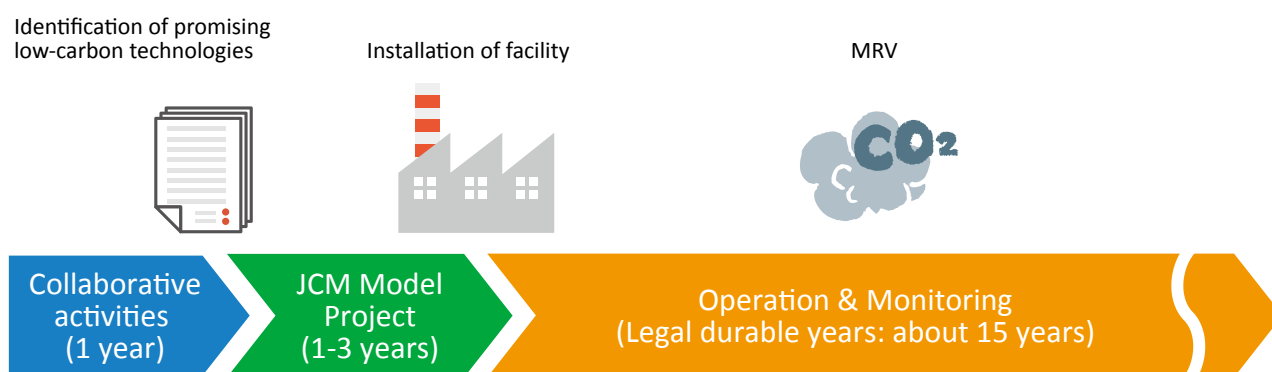 Identification of promising
low-carbon technologies
Installation of facility
MRV
CO2
Collaborative
activities
(1 year)
JCM Model
Project
(1-3 years)
Operation & Monitoring
(Legal durable years: about 15 years)